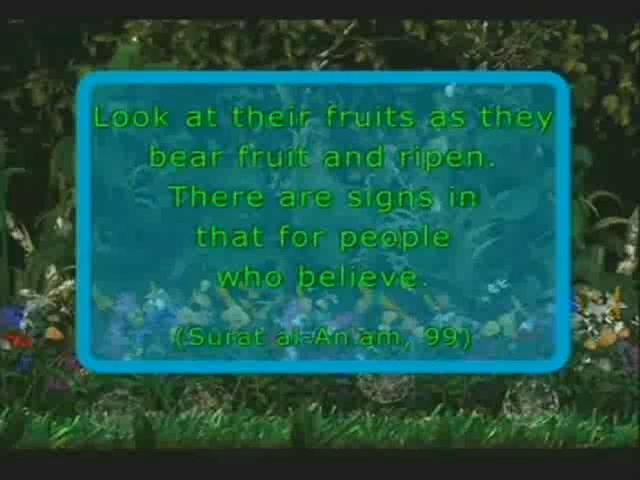 Look at their fruits as they
bear fruit and ripen.
There are signs in
that for people
who believe.
(Surat al-An'am, 99)